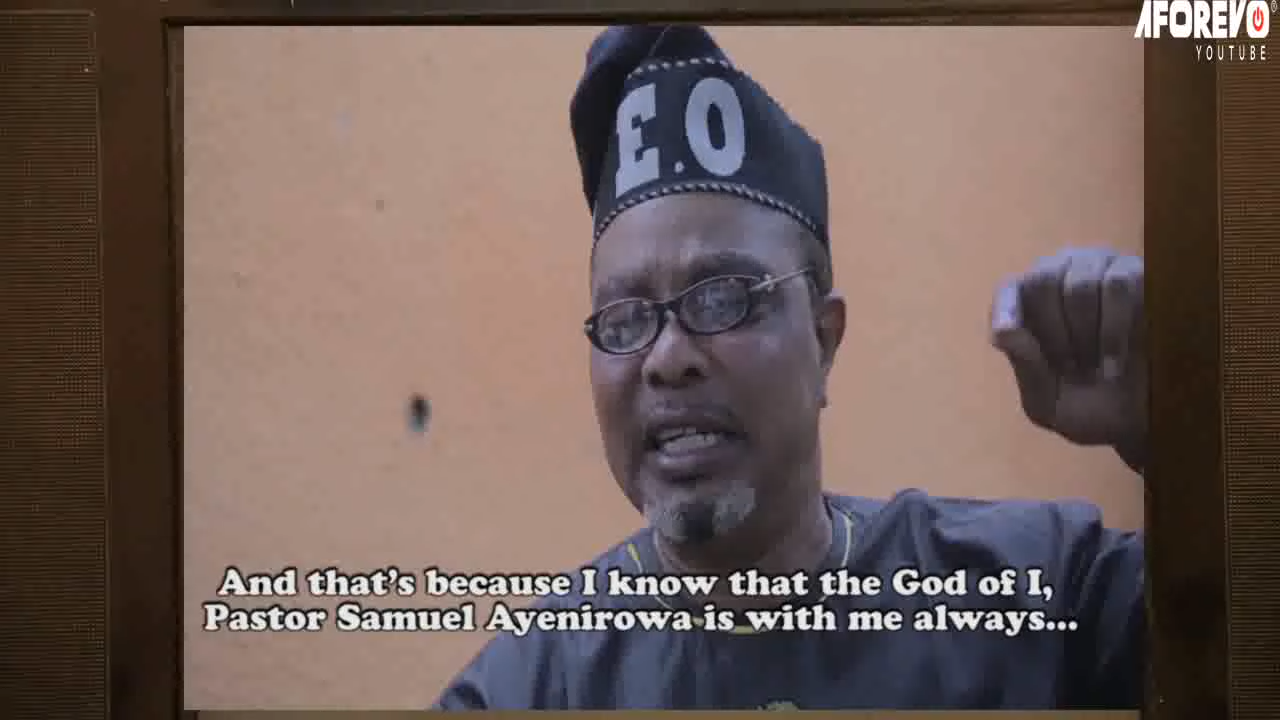 AFOREVO
YOUTUBE
£.O
And that's because I know that the God of I,
Pastor Samuel Ayenirowa is with me always...